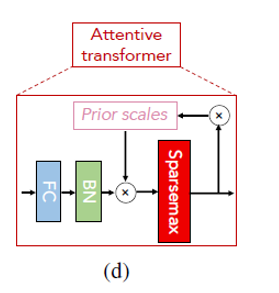 Attentive
transformer
Prior scales
×
FC
BN
×
Sparsemax
(d)